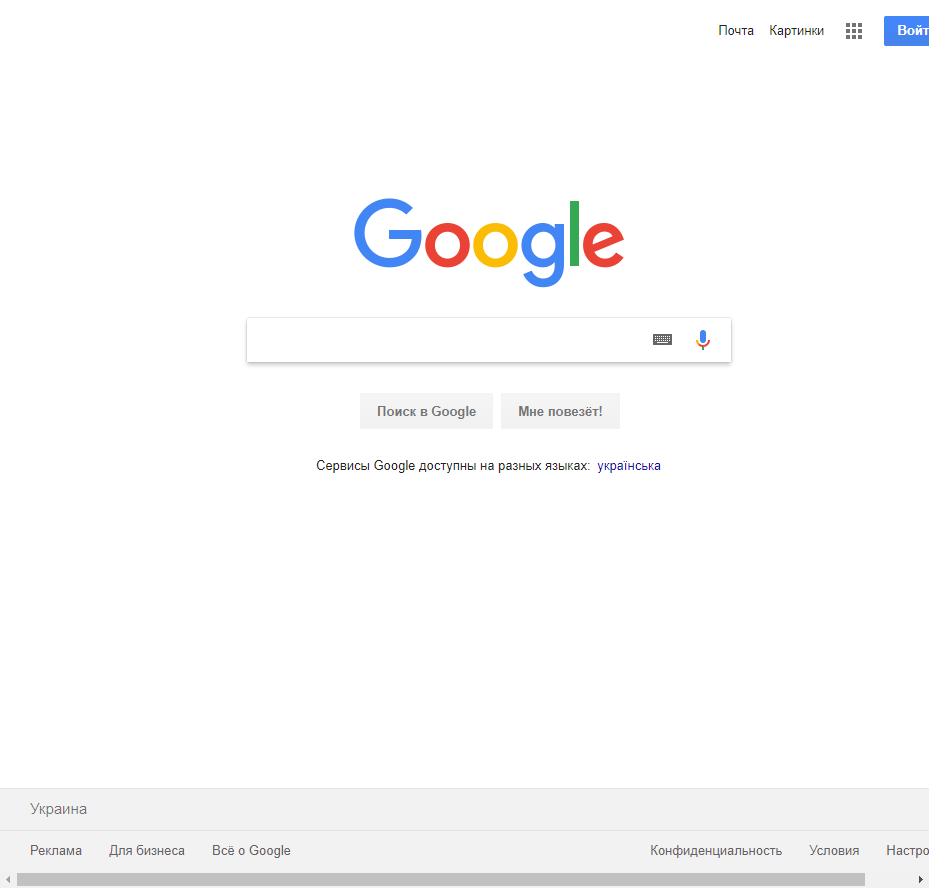 Почта Картинки Войт
Google
Поиск в Google Мне повезёт!
Сервисы Google доступны на разных языках: українська
Украина
Реклама Для бизнеса Всё о Google Конфиденциальность Условия Настро